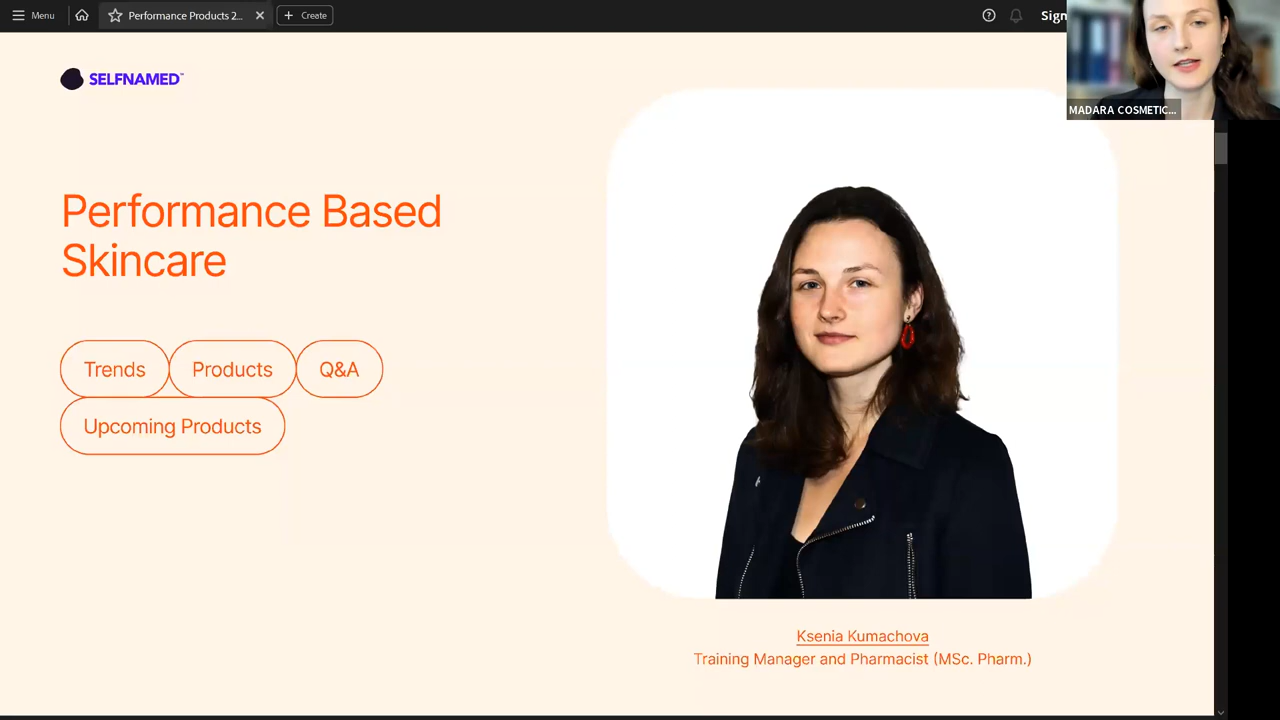 Menu
Performance Products 2...
Create
Sign
MADARA COSMETIC...
SELFNAMED™
Performance Based
Skincare
Trends
Products
Q&A
Upcoming Products
Ksenia Kumachova
Training Manager and Pharmacist (MSc. Pharm.)